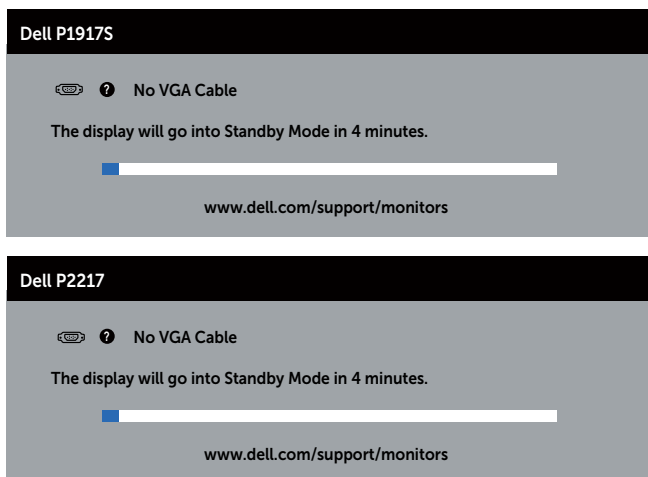 Dell P1917S
? No VGA Cable
The display will go into Standby Mode in 4 minutes.
www.dell.com/support/monitors
Dell P2217
? No VGA Cable
The display will go into Standby Mode in 4 minutes.
www.dell.com/support/monitors